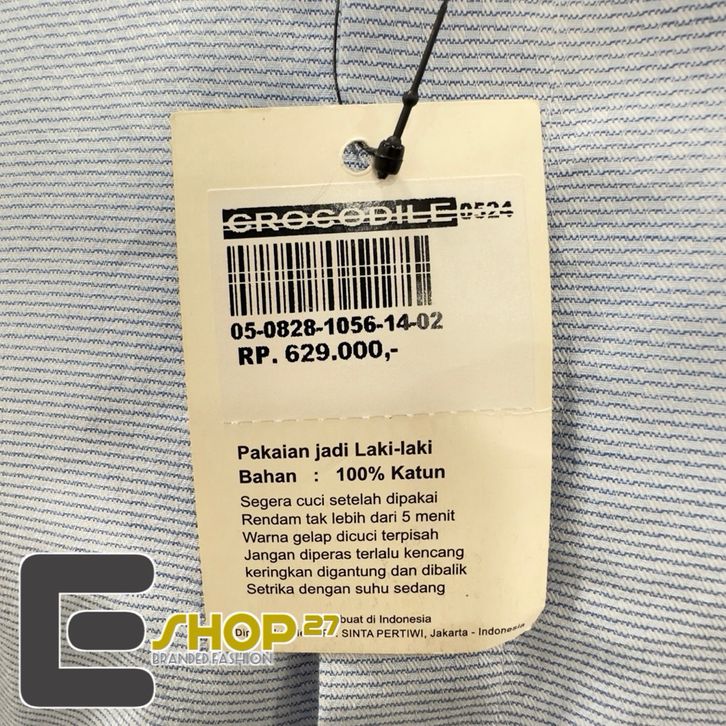 CROCODILE 0524
05-0828-1056-14-02
RP. 629.000,-
Pakaian jadi Laki-laki
Bahan : 100% Katun
Segera cuci setelah dipakai
Rendam tak lebih dari 5 menit
Warna gelap dicuci terpisah
Jangan diperas terlalu kencang
keringkan digantung dan dibalik
Setrika dengan suhu sedang
di Indonesia
SINTA PERTIWI, Jakarta - Indonesia
E SHOP 27
BRANDED.FASHION